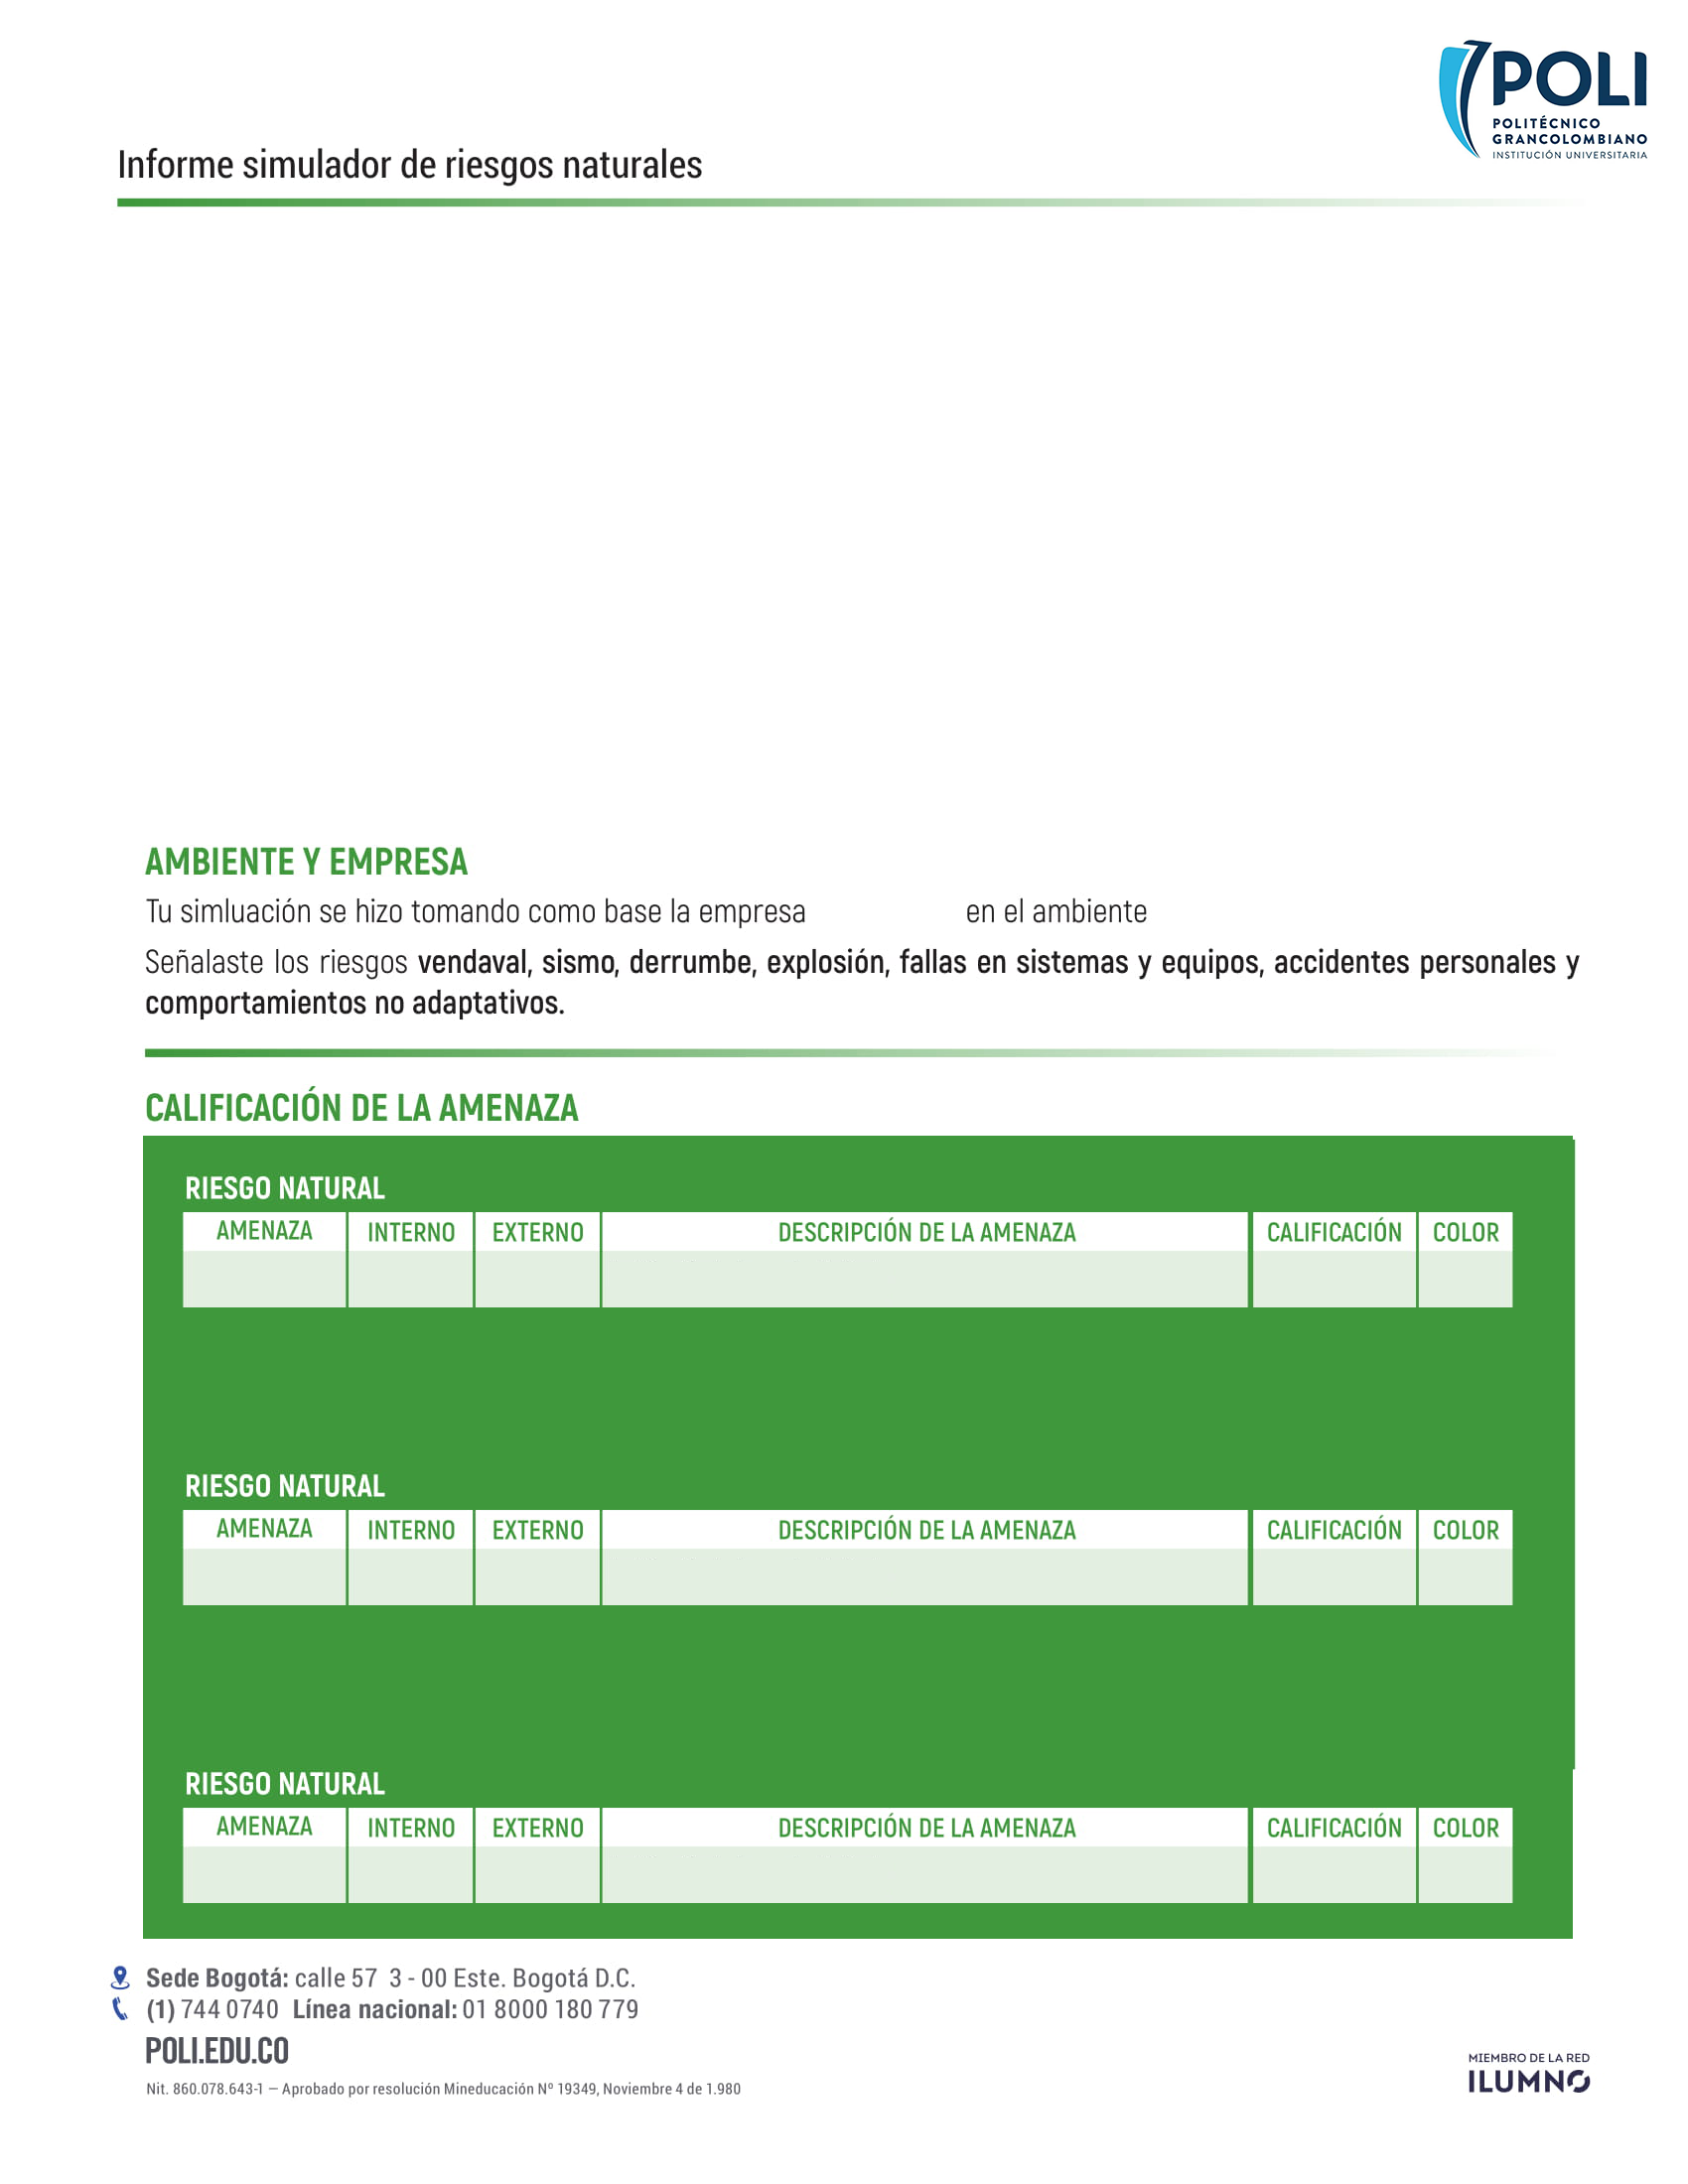 POLI
POLITÉCNICO
GRANCOLOMBIANO
INSTITUCIÓN UNIVERSITARIA
Informe simulador de riesgos naturales
AMBIENTE Y EMPRESA
Tu simluación se hizo tomando como base la empresa en el ambiente
Señalaste los riesgos vendaval, sismo, derrumbe, explosión, fallas en sistemas y equipos, accidentes personales y
comportamientos no adaptativos.
CALIFICACIÓN DE LA AMENAZA
RIESGO NATURAL
AMENAZA INTERNO EXTERNO DESCRIPCIÓN DE LA AMENAZA CALIFICACIÓN COLOR
RIESGO NATURAL
AMENAZA INTERNO EXTERNO DESCRIPCIÓN DE LA AMENAZA CALIFICACIÓN COLOR
RIESGO NATURAL
AMENAZA INTERNO EXTERNO DESCRIPCIÓN DE LA AMENAZA CALIFICACIÓN COLOR
Sede Bogotá: calle 57 3 - 00 Este. Bogotá D.C.
(1) 744 0740 Línea nacional: 01 8000 180 779
POLI.EDU.CO
Nit. 860.078.643-1 — Aprobado por resolución Mineducación Nº 19349, Noviembre 4 de 1.980
MIEMBRO DE LA RED
ILUMNO